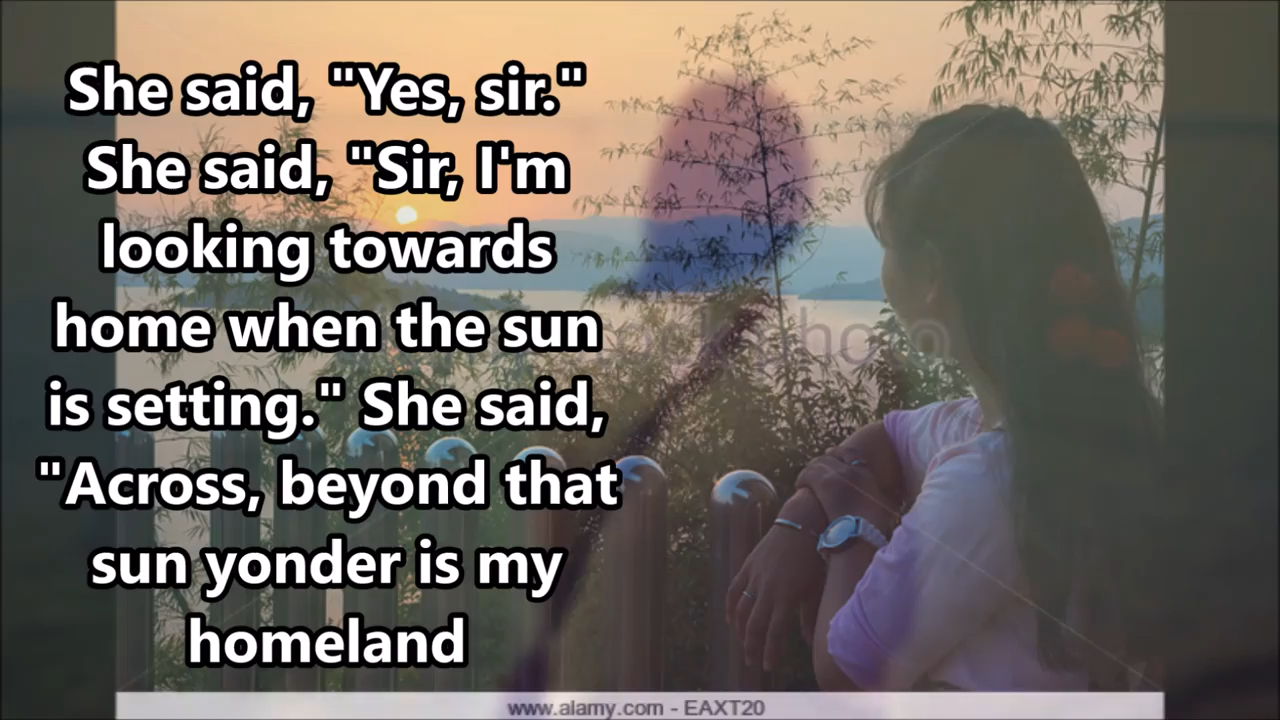 She said, "Yes, sir."
She said, "Sir, I'm
looking towards
home when the sun
is setting." She said,
"Across, beyond that
sun yonder is my
homeland
www.alamy.com - EAXT20